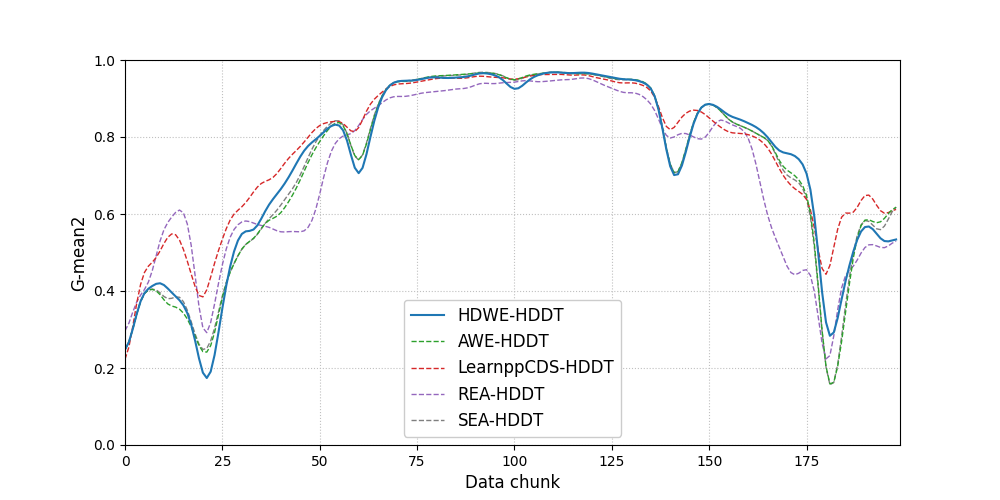 1.0
0.8
0.6
0.4
0.2
0.0
G-mean2
HDWE-HDDT
AWE-HDDT
LearnppCDS-HDDT
REA-HDDT
SEA-HDDT
0 25 50 75 100 125 150 175
Data chunk